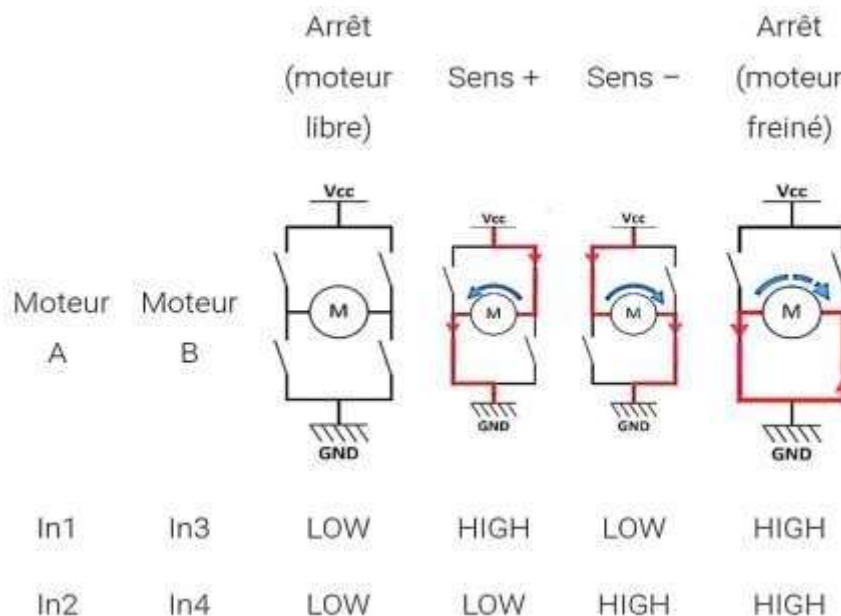 Arrêt (moteur libre)
Sens +
Sens –
Arrêt (moteur freiné)
Moteur A
Moteur B
Vcc
M
GND
Vcc
M
GND
Vcc
M
GND
Vcc
M
GND
In1 In3 LOW HIGH LOW HIGH
In2 In4 LOW LOW HIGH HIGH